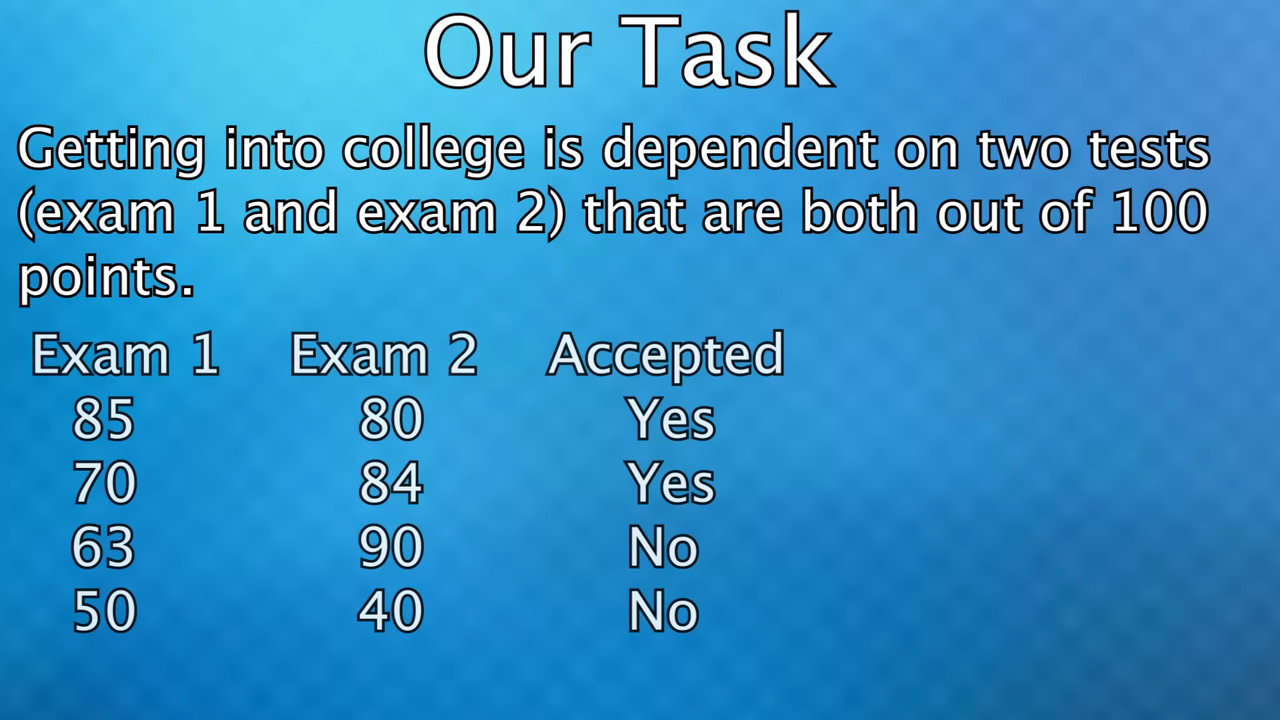 Our Task
Getting into college is dependent on two tests
(exam 1 and exam 2) that are both out of 100
points.
Exam 1 Exam 2 Accepted
85 80 Yes
70 84 Yes
63 90 No
50 40 No